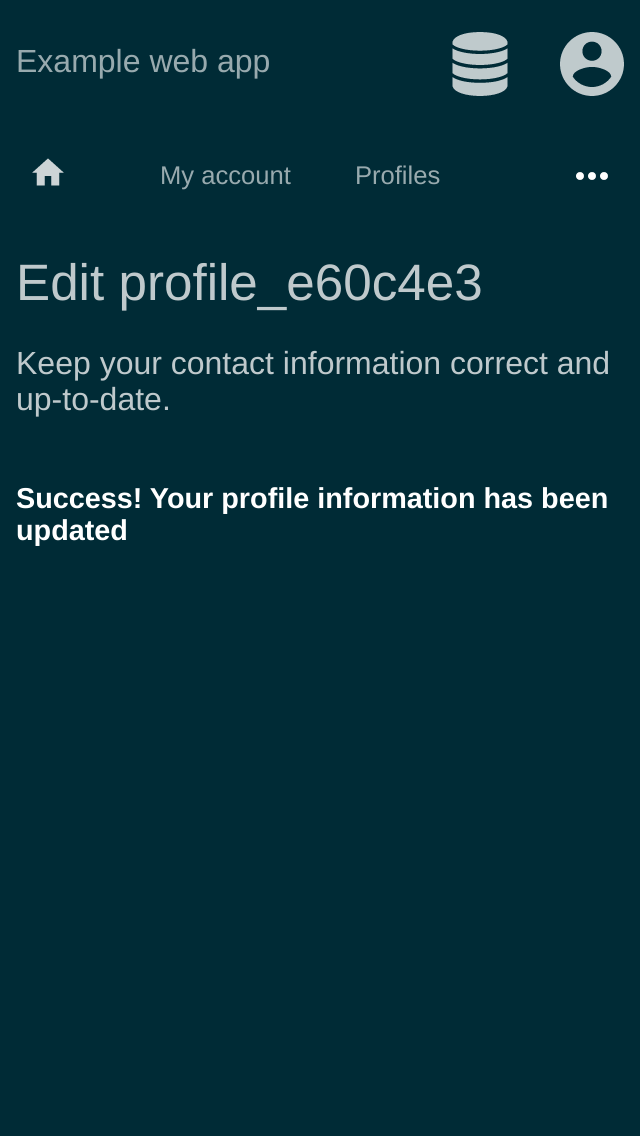 Example web app
My account Profiles
Edit profile_e60c4e3
Keep your contact information correct and
up-to-date.
Success! Your profile information has been
updated